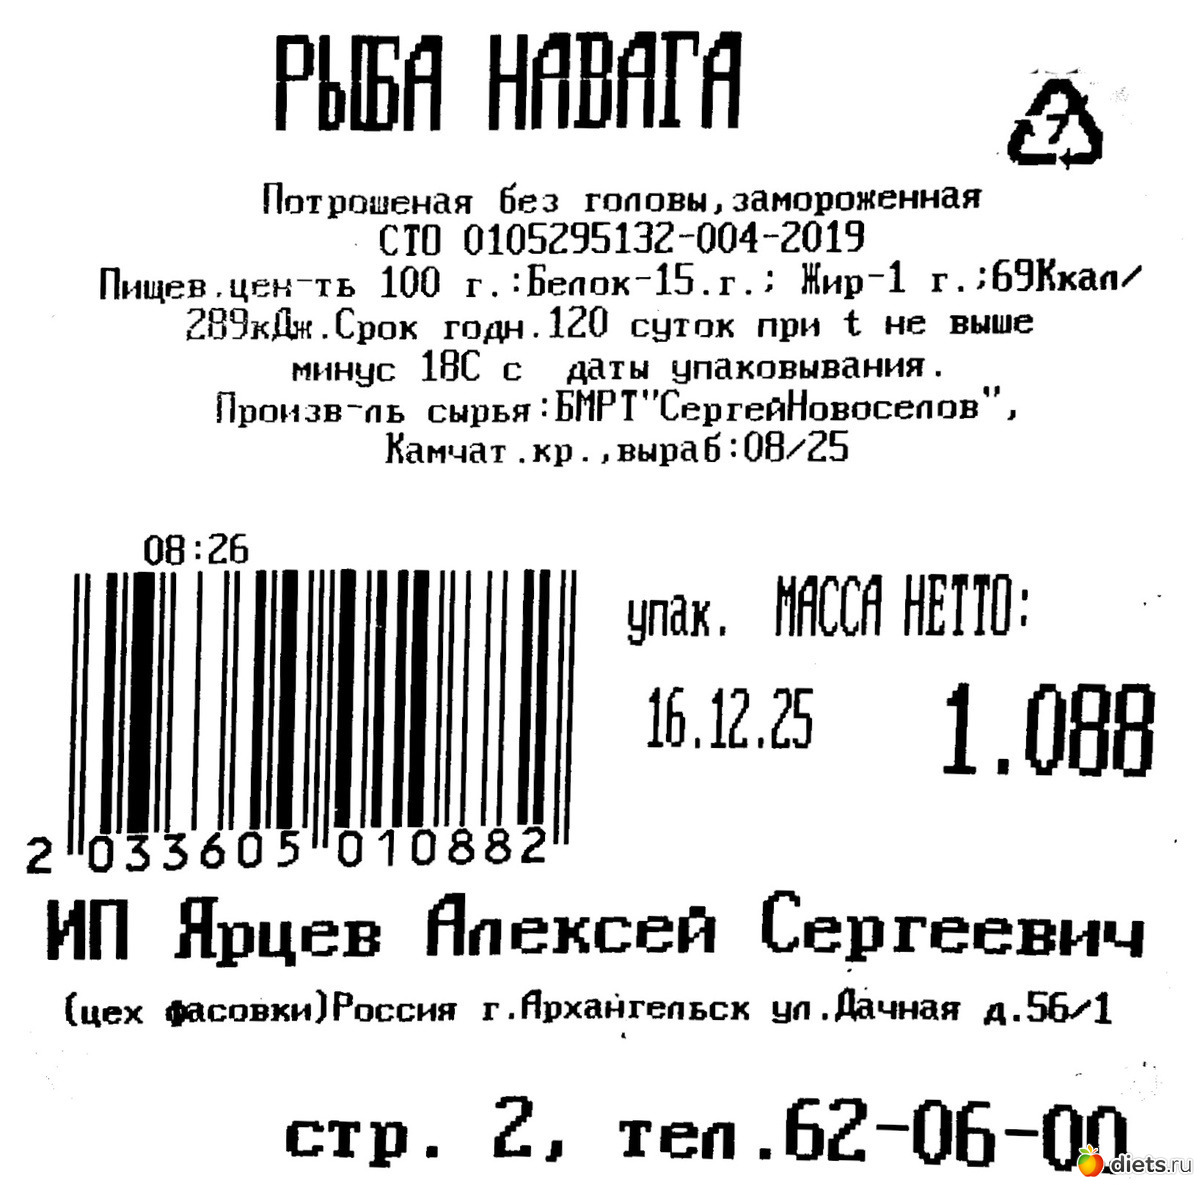 РЫБА НАВАГА
7
Потрошеная без головы,замороженная
СТО 0105295132-004-2019
Пищев.цен-ть 100 г.:Белок-15.г.; Жир-1 г.;69Ккал/
289кДж.Срок годн.120 суток при t не выше
минус 18С с даты упаковывания.
Произв-ль сырья:БМРТ"СергейНовоселов",
Камчат.кр.,выраб:08/25
08:26
упак. МАССА НЕТТО:
16.12.25 1.088
2 033605 010882
ИП Ярцев Алексей Сергеевич
(цех фасовки)Россия г.Архангельск ул.Дачная д.56/1
стр. 2, тел.62-06-00
diets.ru